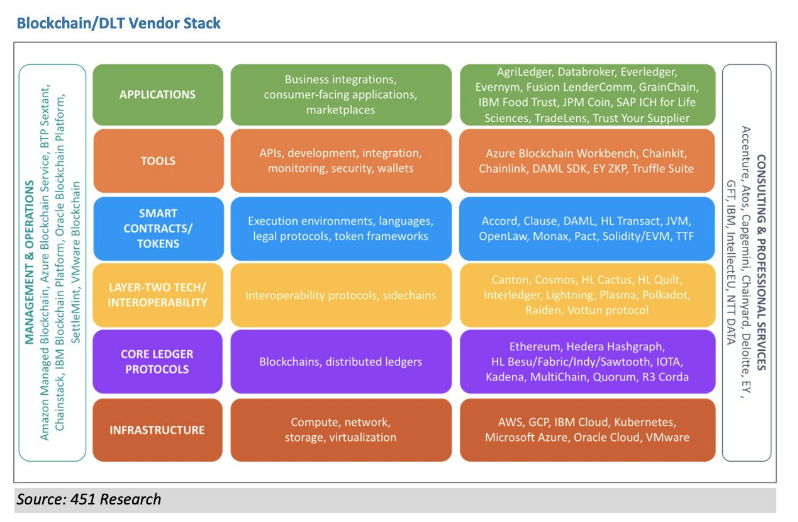 Blockchain/DLT Vendor Stack
MANAGEMENT & OPERATIONS
Amazon Managed Blockchain, Azure Blockchain Service, BTP Sextant,
Chainstack, IBM Blockchain Platform, Oracle Blockchain Platform,
SettleMint, VMware Blockchain
APPLICATIONS
Business integrations,
consumer-facing applications,
marketplaces
AgriLedger, Databroker, Everledger,
Evernym, Fusion LenderComm, GrainChain,
IBM Food Trust, JPM Coin, SAP ICH for Life
Sciences, TradeLens, Trust Your Supplier
TOOLS
APIs, development, integration,
monitoring, security, wallets
Azure Blockchain Workbench, Chainkit,
Chainlink, DAML SDK, EY ZKP, Truffle Suite
SMART
CONTRACTS/
TOKENS
Execution environments, languages,
legal protocols, token frameworks
Accord, Clause, DAML, HL Transact, JVM,
OpenLaw, Monax, Pact, Solidity/EVM, TTF
LAYER-TWO TECH/
INTEROPERABILITY
Interoperability protocols, sidechains
Canton, Cosmos, HL Cactus, HL Quilt,
Interledger, Lightning, Plasma, Polkadot,
Raiden, Vottun protocol
CORE LEDGER
PROTOCOLS
Blockchains, distributed ledgers
Ethereum, Hedera Hashgraph,
HL Besu/Fabric/Indy/Sawtooth, IOTA,
Kadena, MultiChain, Quorum, R3 Corda
INFRASTRUCTURE
Compute, network,
storage, virtualization
AWS, GCP, IBM Cloud, Kubernetes,
Microsoft Azure, Oracle Cloud, VMware
CONSULTING & PROFESSIONAL SERVICES
Accenture, Atos, Capgemini, Chainyard, Deloitte, EY ,
GFT, IBM, IntellectEU, NTT DATA
Source: 451 Research